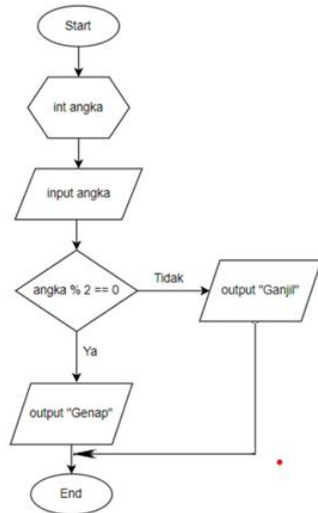 Start
int angka
input angka
angka % 2 == 0
Tidak
output "Ganjil"
Ya
output "Genap"
End